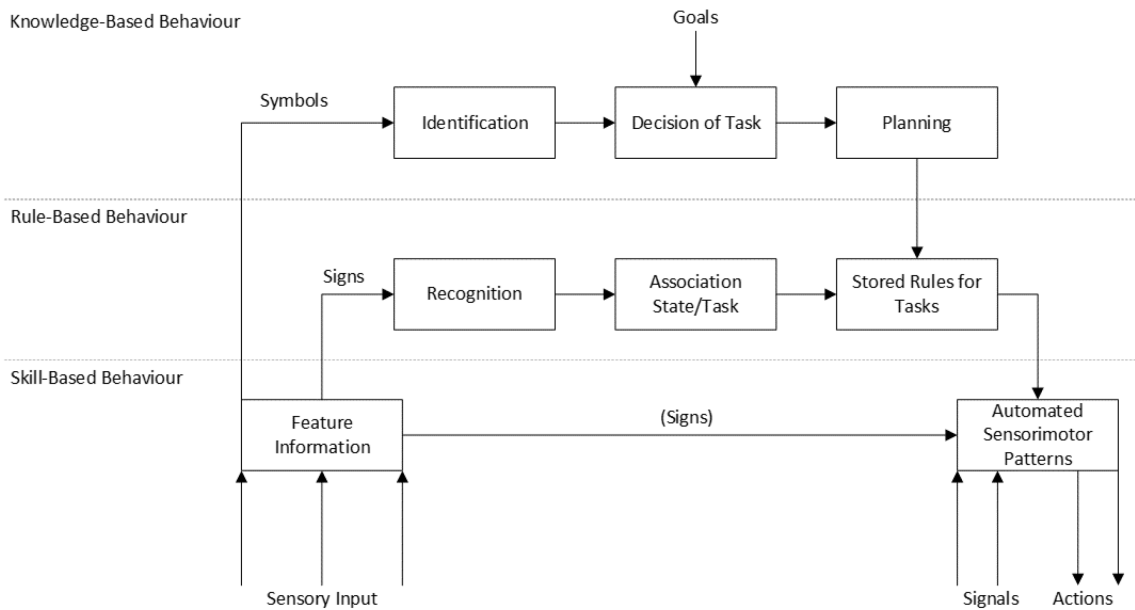 Knowledge-Based Behaviour
Goals
Symbols
Identification
Decision of Task
Planning
Rule-Based Behaviour
Signs
Recognition
Association
State/Task
Stored Rules for
Tasks
Skill-Based Behaviour
Feature
Information
(Signs)
Automated
Sensorimotor
Patterns
Sensory Input
Signals
Actions